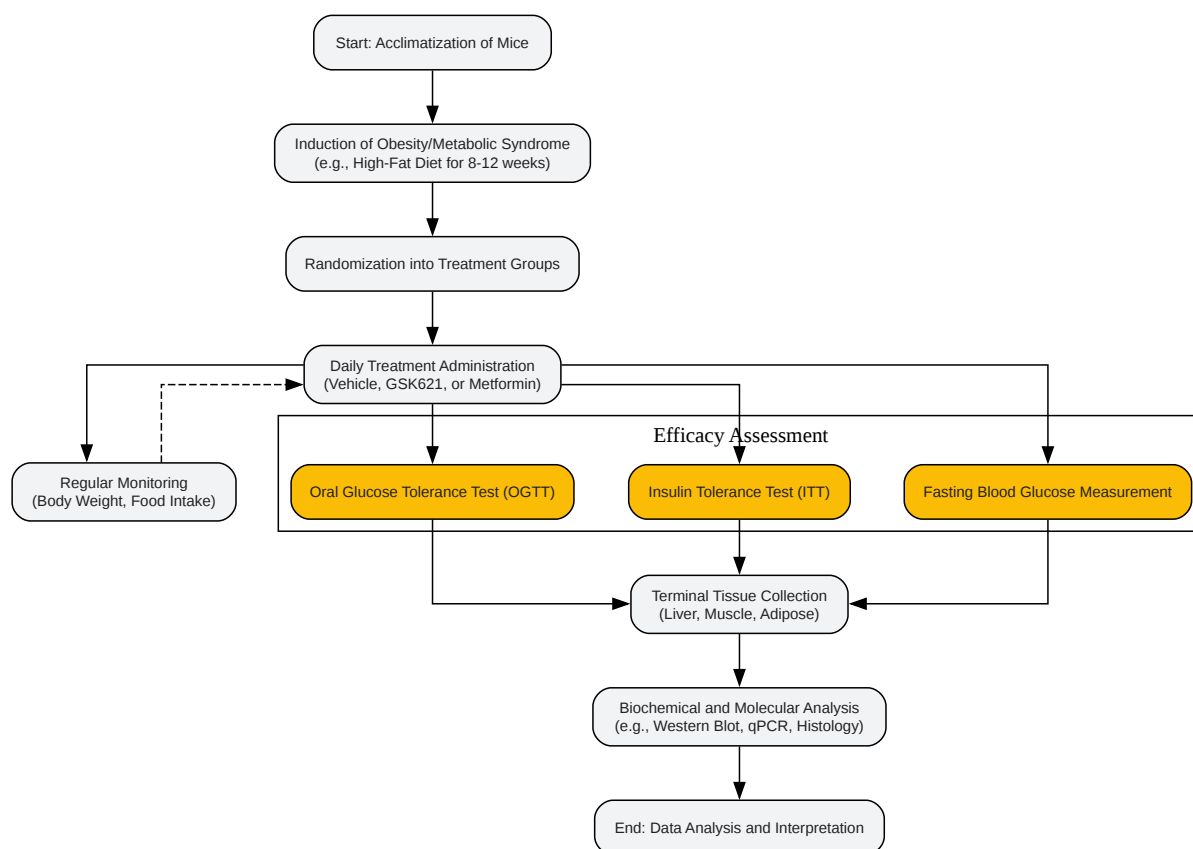 Start: Acclimatization of Mice
Induction of Obesity/Metabolic Syndrome
(e.g., High-Fat Diet for 8-12 weeks)
Randomization into Treatment Groups
Daily Treatment Administration
(Vehicle, GSK621, or Metformin)
Efficacy Assessment
Regular Monitoring
(Body Weight, Food Intake)
Oral Glucose Tolerance Test (OGTT)
Insulin Tolerance Test (ITT)
Fasting Blood Glucose Measurement
Terminal Tissue Collection
(Liver, Muscle, Adipose)
Biochemical and Molecular Analysis
(e.g., Western Blot, qPCR, Histology)
End: Data Analysis and Interpretation